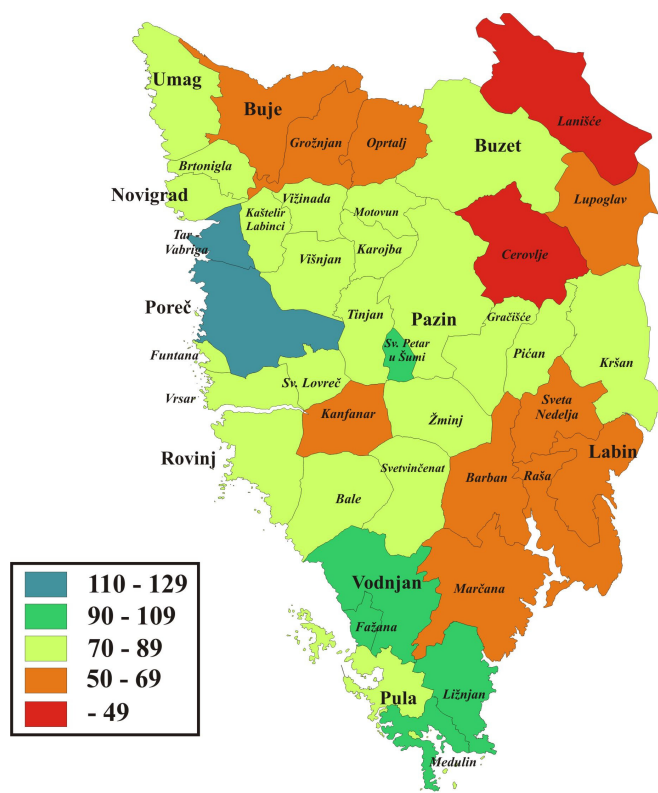 Umag
Buje
Lanišće
Grožnjan
Oprtalj
Buzet
Brtonigla
Novigrad
Vižinada
Lupoglav
Kaštelir
Labinci
Motovun
Tar -
Vabriga
Višnjan
Karojba
Cerovlje
Poreč
Tinjan
Pazin
Gračišće
Sv. Petar
u Šumi
Pićan
Funtana
Kršan
Sv. Lovreč
Vrsar
Sveta
Nedelja
Kanfanar
Žminj
Rovinj
Labin
Svetvinčenat
Barban
Raša
Bale
Vodnjan
Marčana
Fažana
Ližnjan
Pula
Medulin
110 - 129
90 - 109
70 - 89
50 - 69
- 49